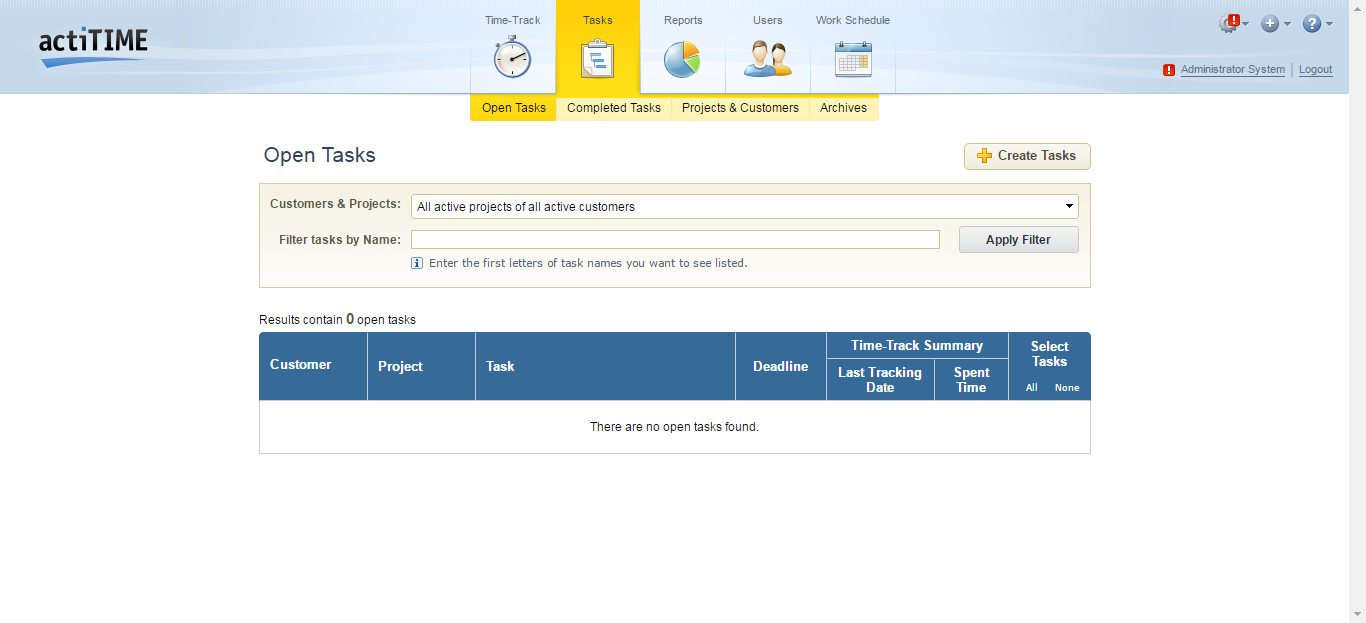 actiTIME
Time-Track Tasks Reports Users Work Schedule
Administrator System Logout
Open Tasks Completed Tasks Projects & Customers Archives
Open Tasks
Create Tasks
Customers & Projects: All active projects of all active customers
Filter tasks by Name: Apply Filter
Enter the first letters of task names you want to see listed.
Results contain 0 open tasks
Customer Project Task Deadline
Time-Track Summary
Last Tracking
Date
Spent
Time
Select
Tasks
All None
There are no open tasks found.